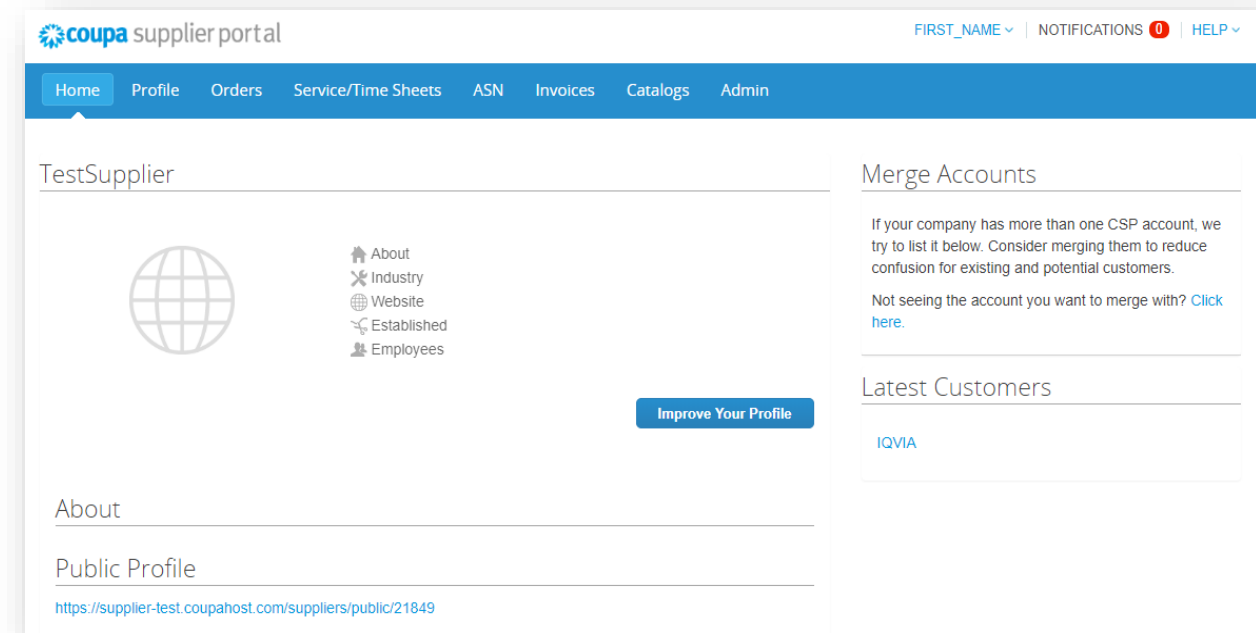 coupa supplier portal
FIRST_NAME NOTIFICATIONS 0 HELP
Home Profile Orders Service/Time Sheets ASN Invoices Catalogs Admin
TestSupplier
About
Industry
Website
Established
Employees
Improve Your Profile
About
Public Profile
https://supplier-test.coupahost.com/suppliers/public/21849
Merge Accounts
If your company has more than one CSP account, we
try to list it below. Consider merging them to reduce
confusion for existing and potential customers.
Not seeing the account you want to merge with? Click
here.
Latest Customers
IQVIA